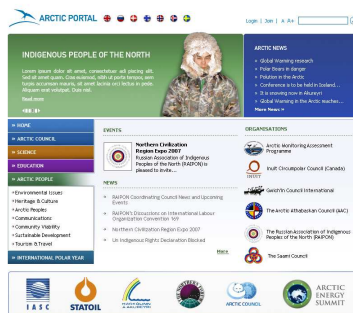 ARCTIC PORTAL
Login | Join | A A+
INDIGENOUS PEOPLE OF THE NORTH
Lorem ipsum dolor sit amet, consectetuer adi piscing elit.
Read more
ARCTIC NEWS
» Global Warming research
» Polar Bears in danger
» Polution in the Arctic
» Conference is to be held in Iceland...
» It is snowing now in Akureyri
» Global Warming in the Arctic reaches...
More News »
» HOME
» ARCTIC COUNCIL
» SCIENCE
» EDUCATION
» ARCTIC PEOPLE
•Environmental Issues
•Heritage & Culture
•Arctic Peoples
•Communications
•Community Viability
•Sustainable Development
•Tourism & Travel
» INTERNATIONAL POLAR YEAR
EVENTS
Northern Civilization
Region Expo 2007
Russian Association of Indigenous
Peoples of the North (RAIPON) is
pleased to invite...
NEWS
» RAIPON Coordinating Council News and Upcoming
Events
» RAIPON's Discussions on International Labour
Organization Convention 169
» Northern Civilization Region Expo 2007
» UN Indigenous Rights Declaration Blocked
More
ORGANISATIONS
Arctic Monitoring Assessment
Programme
INUIT
Inuit Circumpolar Council (Canada)
Gwich'in Council International
The Arctic Athabaskan Council (AAC)
The Russian Association of Indigenous
Peoples of the North (RAIPON)
The Saami Council
IASC
STATOIL
ARCTIC COUNCIL
ARCTIC
ENERGY
SUMMIT